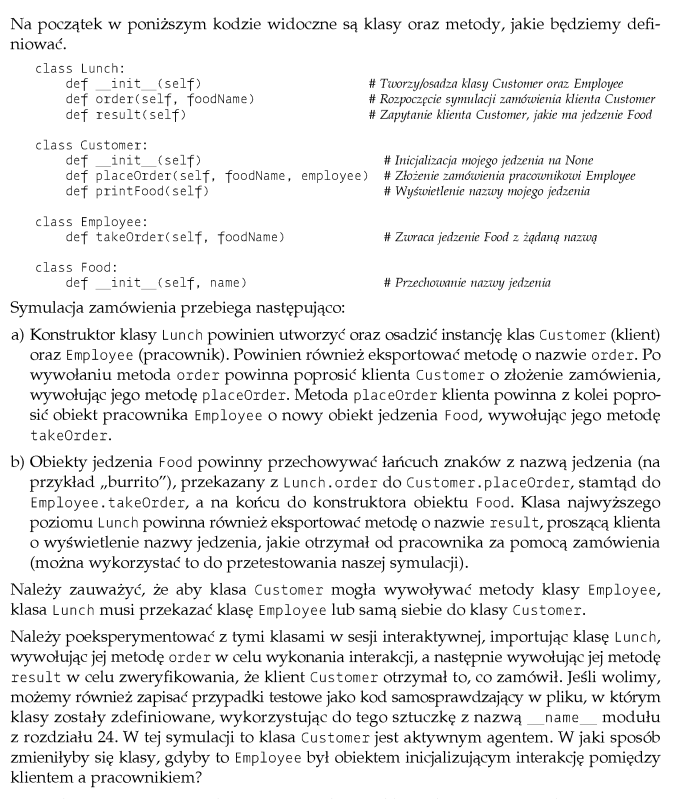 Na początek w poniższym kodzie widoczne są klasy oraz metody, jakie będziemy defi-
niować.
class Lunch:
    def __init__(self) # Tworzy/osadza klasy Customer oraz Employee
    def order(self, foodName) # Rozpoczęcie symulacji zamówienia klienta Customer
    def result(self) # Zapytanie klienta Customer, jakie ma jedzenie Food
class Customer:
    def __init__(self) # Inicjalizacja mojego jedzenia na None
    def placeOrder(self, foodName, employee) # Złożenie zamówienia pracownikowi Employee
    def printFood(self) # Wyświetlenie nazwy mojego jedzenia
class Employee:
    def takeOrder(self, foodName) # Zwraca jedzenie Food z żądaną nazwą
class Food:
    def __init__(self, name) # Przechowanie nazwy jedzenia
Symulacja zamówienia przebiega następująco:
a) Konstruktor klasy Lunch powinien utworzyć oraz osadzić instancję klas Customer (klient)
oraz Employee (pracownik). Powinien również eksportować metodę o nazwie order. Po
wywołaniu metoda order powinna poprosić klienta Customer o złożenie zamówienia,
wywołując jego metodę placeOrder. Metoda placeOrder klienta powinna z kolei popro-
sić obiekt pracownika Employee o nowy obiekt jedzenia Food, wywołując jego metodę
takeOrder.
b) Obiekty jedzenia Food powinny przechowywać łańcuch znaków z nazwą jedzenia (na
przykład „burrito”), przekazany z Lunch.order do Customer.placeOrder, stamtąd do
Employee.takeOrder, a na końcu do konstruktora obiektu Food. Klasa najwyższego
poziomu Lunch powinna również eksportować metodę o nazwie result, proszącą klienta
o wyświetlenie nazwy jedzenia, jakie otrzymał od pracownika za pomocą zamówienia
(można wykorzystać to do przetestowania naszej symulacji).
Należy zauważyć, że aby klasa Customer mogła wywoływać metody klasy Employee,
klasa Lunch musi przekazać klasę Employee lub samą siebie do klasy Customer.
Należy poeksperymentować z tymi klasami w sesji interaktywnej, importując klasę Lunch,
wywołując jej metodę order w celu wykonania interakcji, a następnie wywołując jej metodę
result w celu zweryfikowania, że klient Customer otrzymał to, co zamówił. Jeśli wolimy,
możemy również zapisać przypadki testowe jako kod samosprawdzający w pliku, w którym
klasy zostały zdefiniowane, wykorzystując do tego sztuczkę z nazwą __name__ modułu
z rozdziału 24. W tej symulacji to klasa Customer jest aktywnym agentem. W jaki sposób
zmieniłyby się klasy, gdyby to Employee był obiektem inicjalizującym interakcję pomiędzy
klientem a pracownikiem?